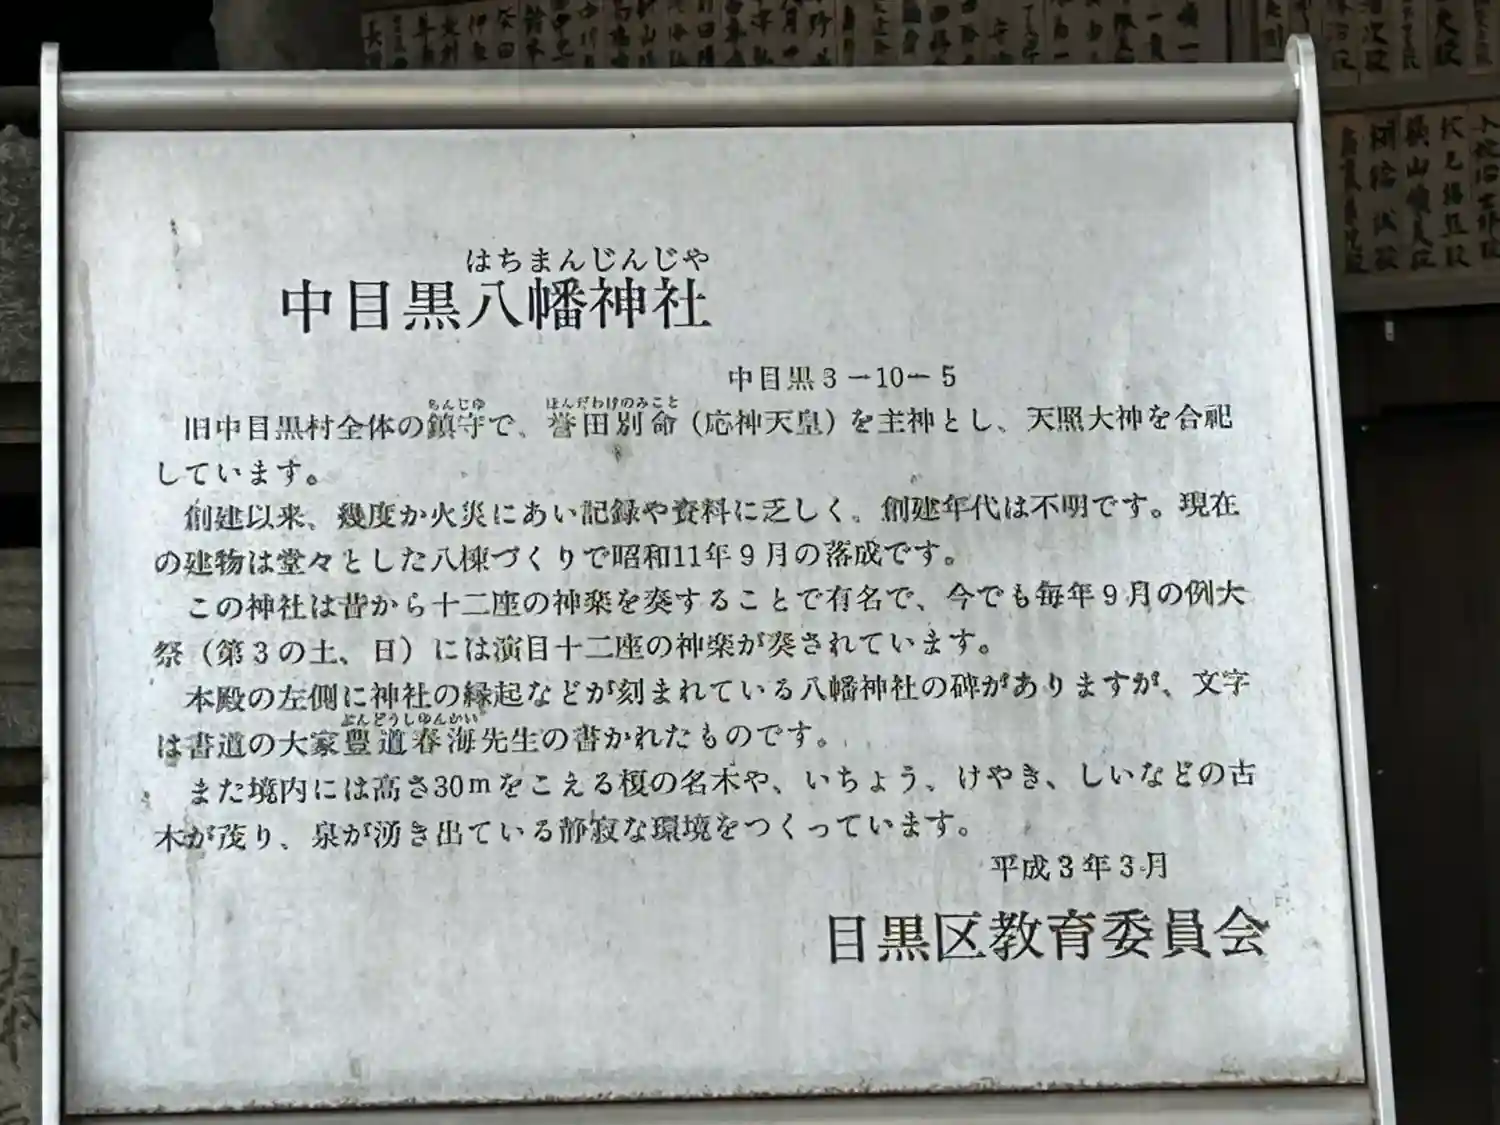 はちまんじんじや
中目黒八幡神社
中目黒3-10-5
ちんじゆ ほんだわけのみこと
旧中目黒村全体の鎮守で、誉田別命(応神天皇)を主神とし、天照大神を合祀
しています。
創建以来、幾度か火災にあい記録や資料に乏しく、創建年代は不明です。現在
の建物は堂々とした八棟づくりで昭和11年9月の落成です。
この神社は昔から十二座の神楽を奏することで有名で、今でも毎年9月の例大
祭(第3の土、日)には演目十二座の神楽が奏されています。
本殿の左側に神社の縁起などが刻まれている八幡神社の碑がありますが、文字
ぶんどうしゆんかい
は書道の大家豊道春海先生の書かれたものです。
また境内には高さ30mをこえる榎の名木や、いちょう、けやき、しいなどの古
木が茂り、泉が湧き出ている静寂な環境をつくっています。
平成3年3月
目黒区教育委員会